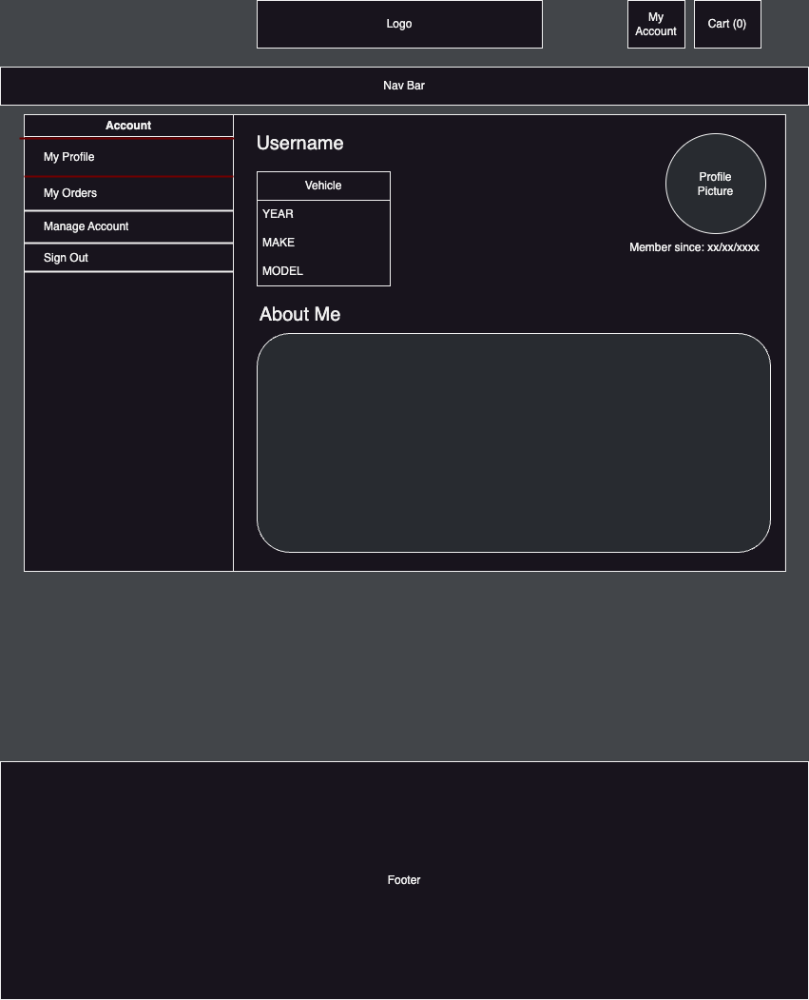 Logo
My
Account
Cart (0)
Nav Bar
Account
My Profile
My Orders
Manage Account
Sign Out
Username
Vehicle
YEAR
MAKE
MODEL
Profile
Picture
Member since: xx/xx/xxxx
About Me
Footer